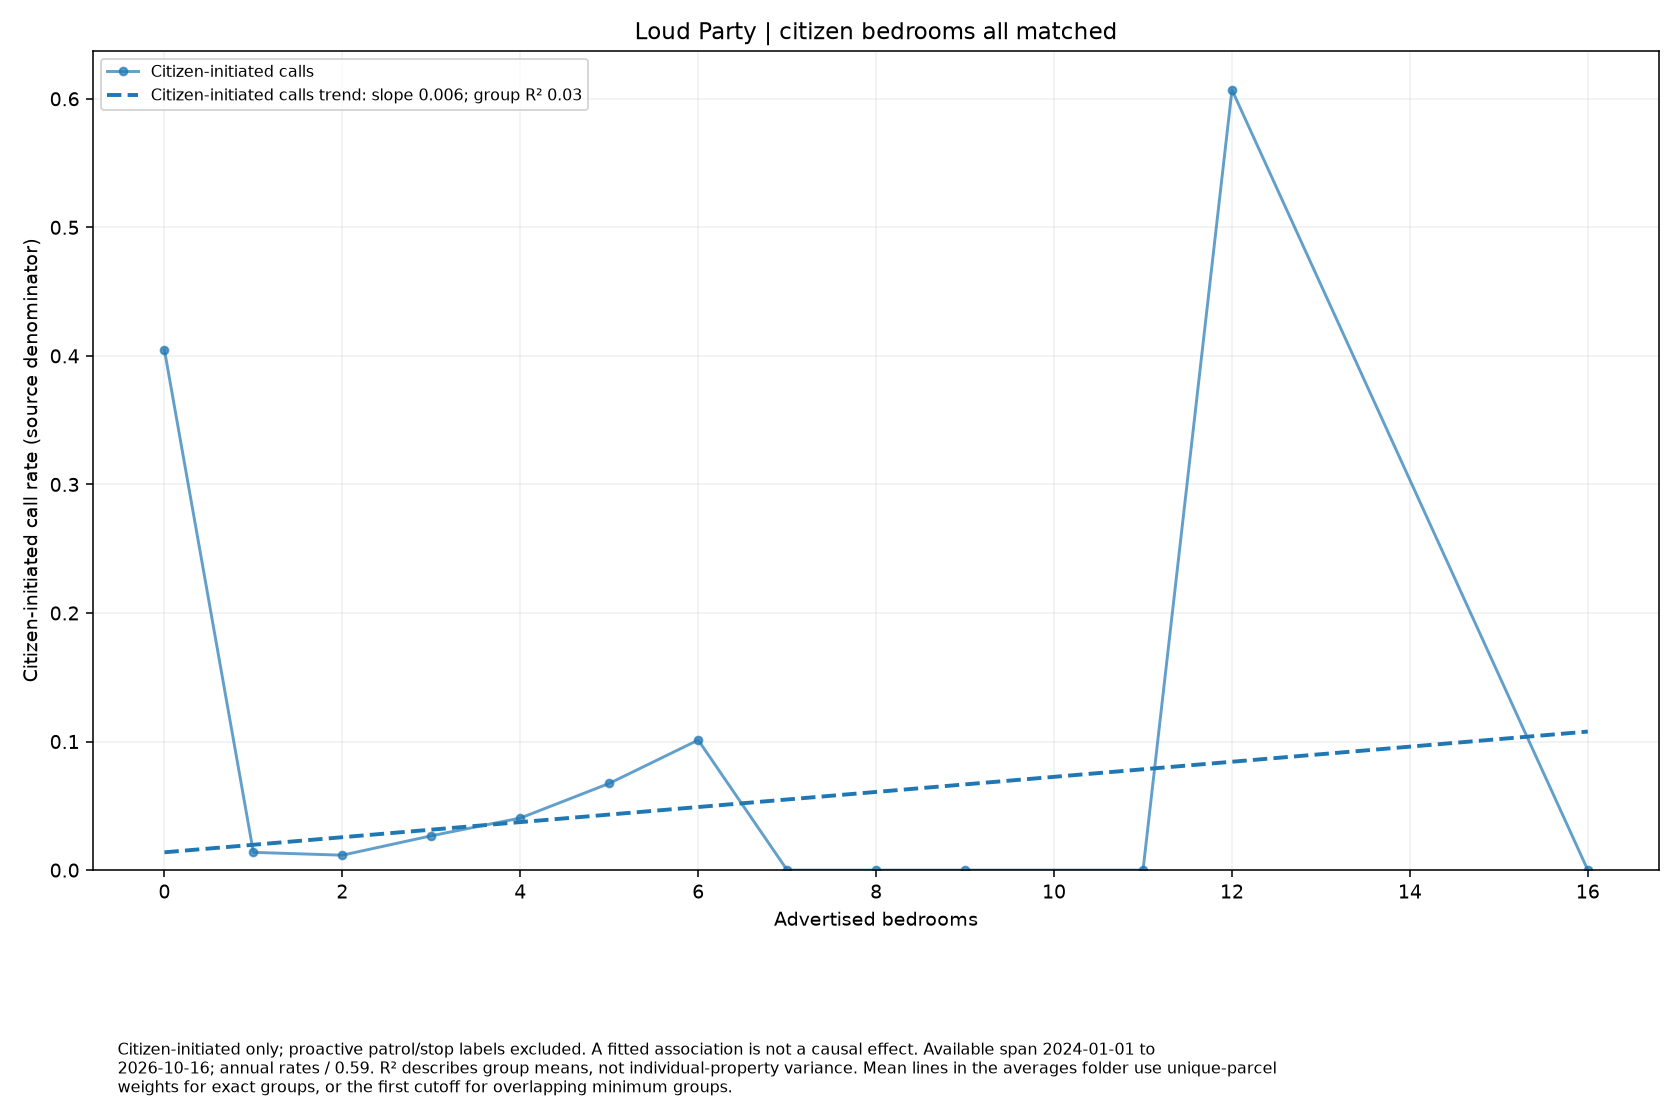 Loud Party | citizen bedrooms all matched
Citizen-initiated calls
Citizen-initiated calls trend: slope 0.006; group R² 0.03
Citizen-initiated call rate (source denominator)
0.6
0.5
0.4
0.3
0.2
0.1
0.0
0 2 4 6 8 10 12 14 16
Advertised bedrooms
Citizen-initiated only; proactive patrol/stop labels excluded. A fitted association is not a causal effect. Available span 2024-01-01 to
2026-10-16; annual rates / 0.59. R² describes group means, not individual-property variance. Mean lines in the averages folder use unique-parcel
weights for exact groups, or the first cutoff for overlapping minimum groups.